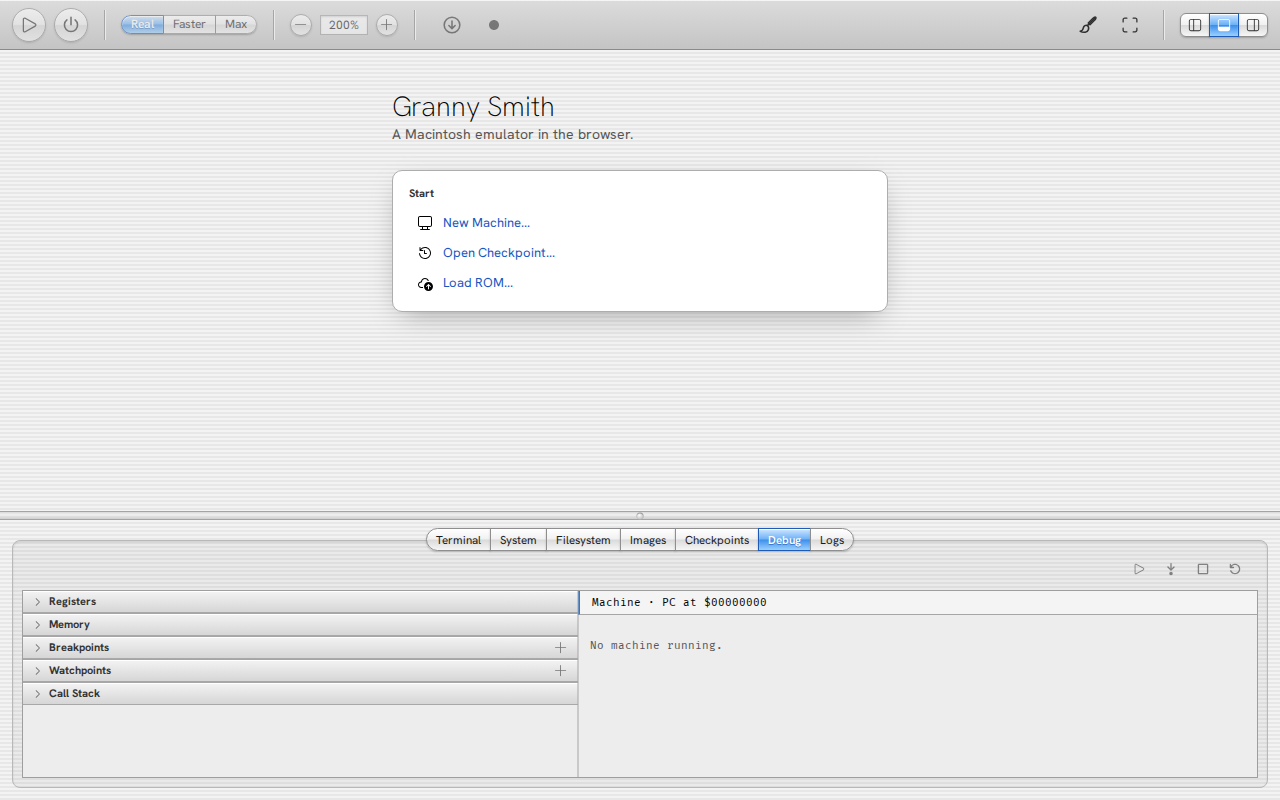 Real Faster Max 200%
Granny Smith
A Macintosh emulator in the browser.
Start
New Machine...
Open Checkpoint...
Load ROM...
Terminal System Filesystem Images Checkpoints Debug Logs
Registers
Memory
Breakpoints
Watchpoints
Call Stack
Machine · PC at $00000000
No machine running.